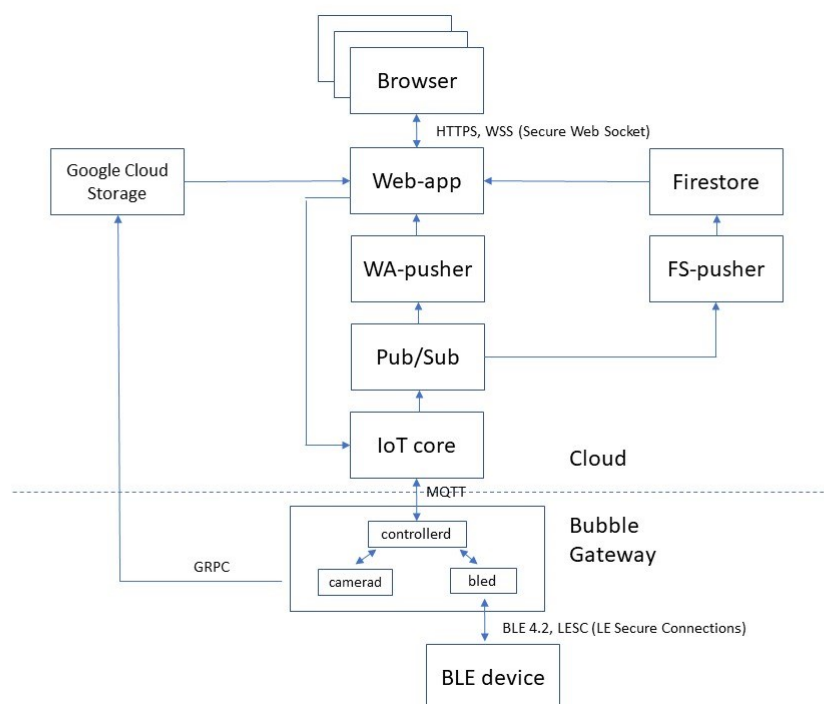 Browser
HTTPS, WSS (Secure Web Socket)
Google Cloud
Storage
Web-app
Firestore
WA-pusher
FS-pusher
Pub/Sub
IoT core
Cloud
MQTT
Bubble
Gateway
controllerd
GRPC
camerad
bled
BLE 4.2, LESC (LE Secure Connections)
BLE device